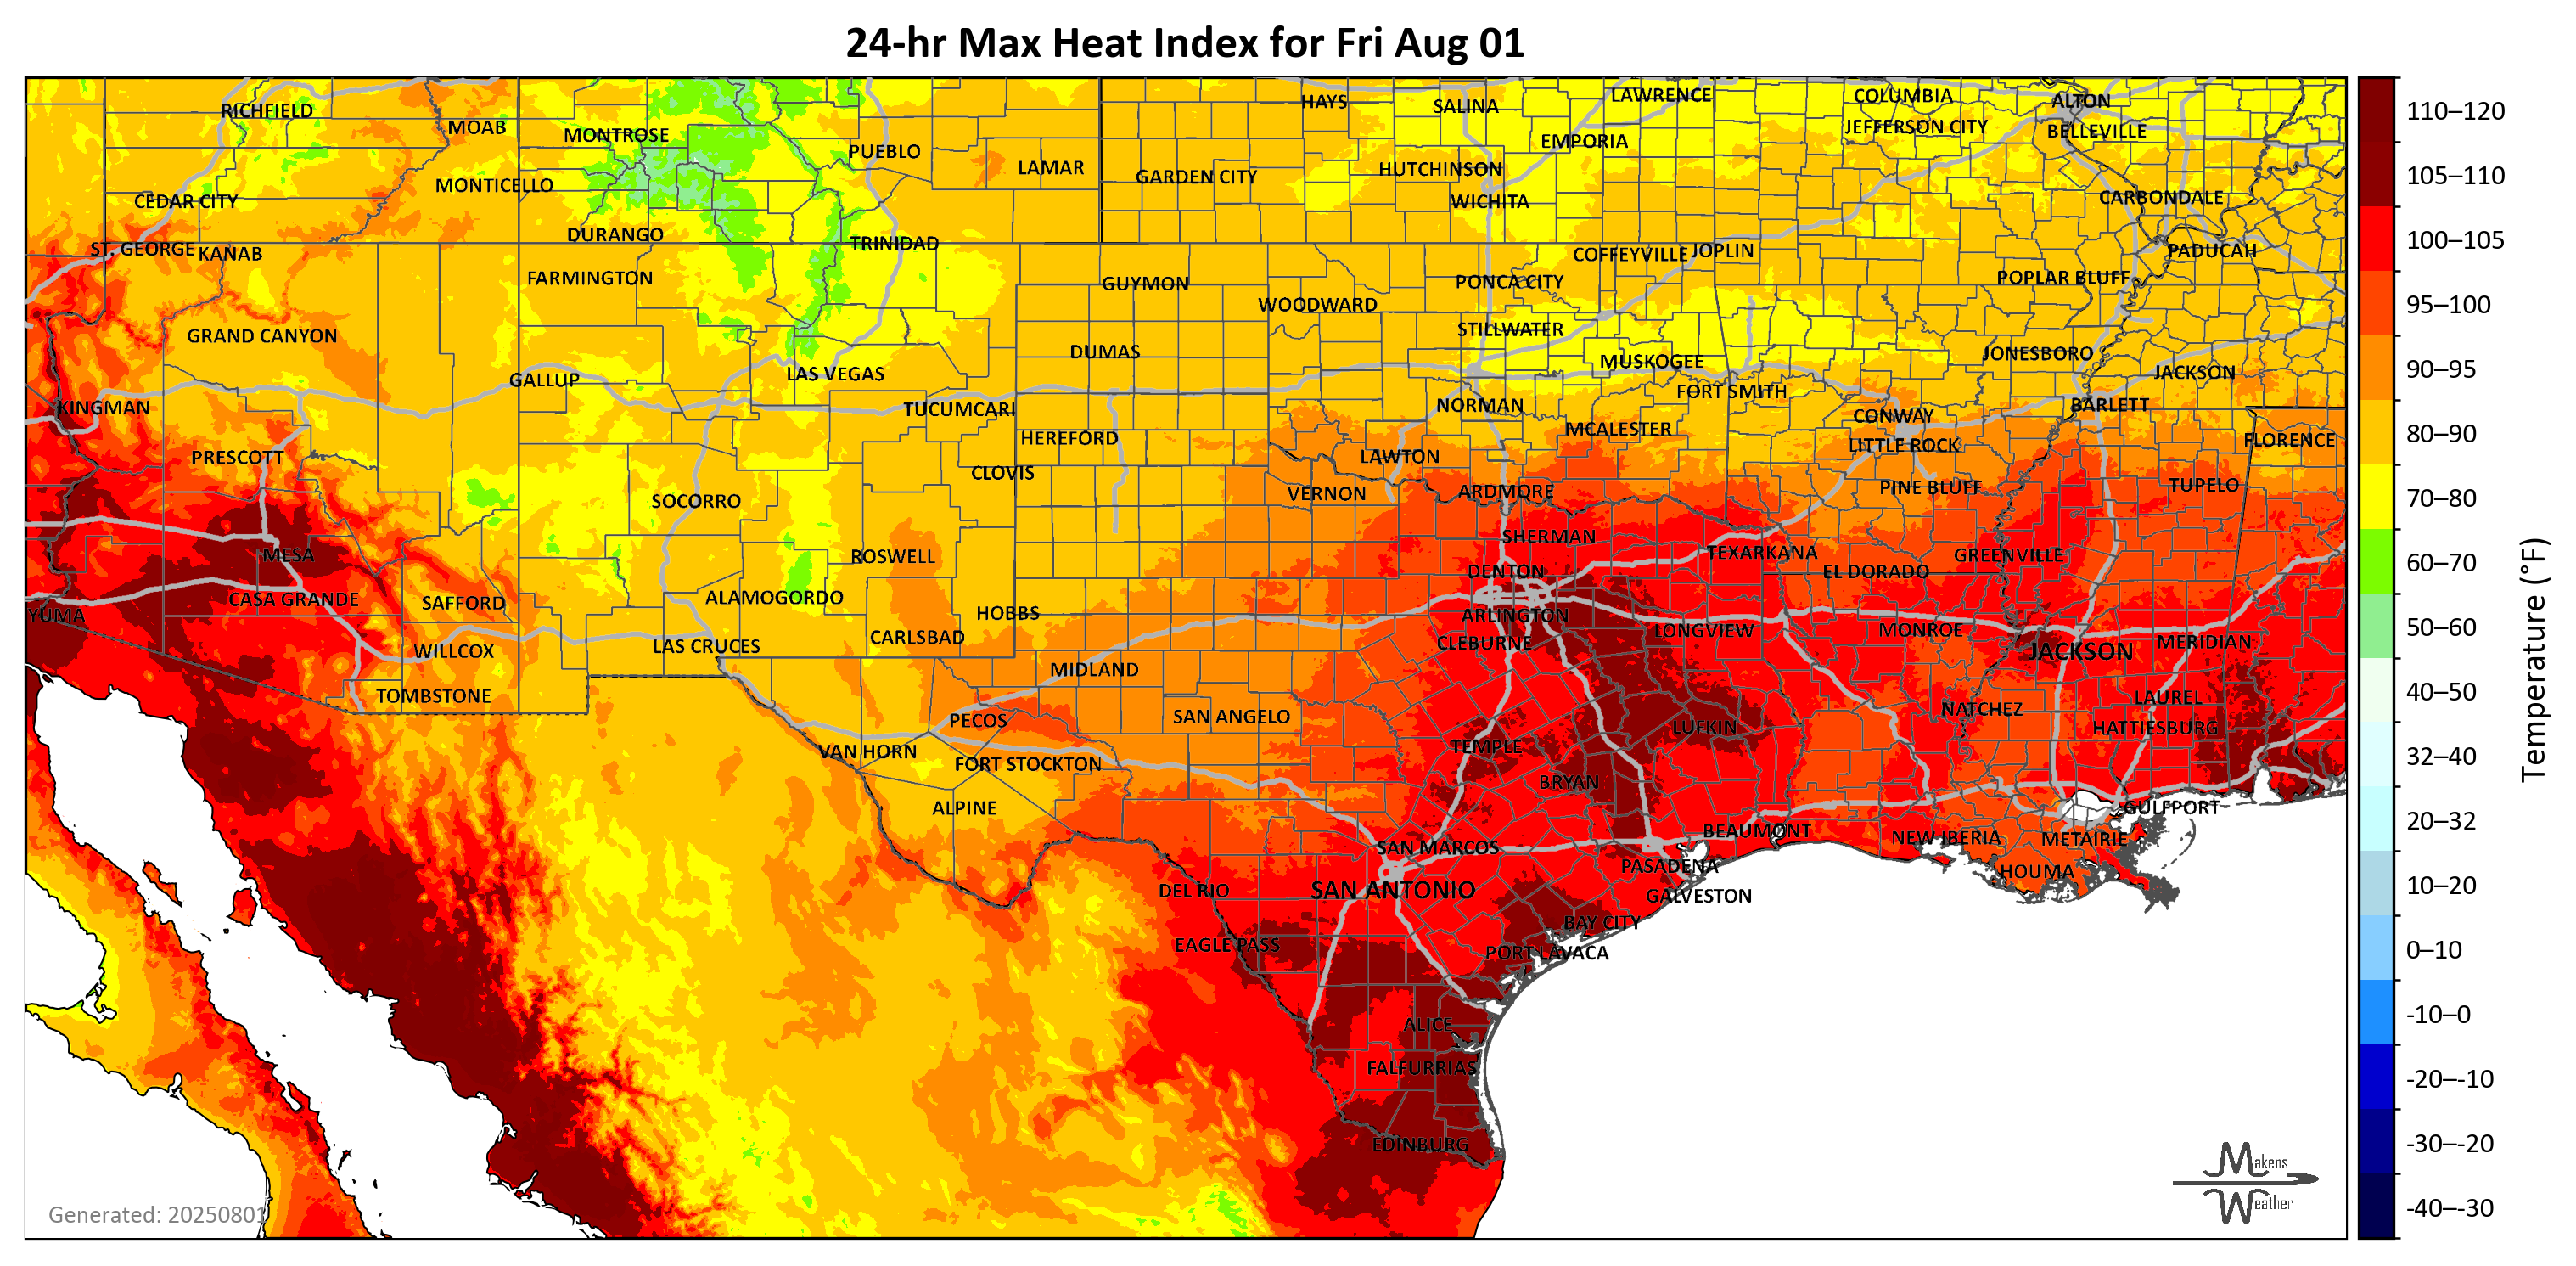 24-hr Max Heat Index for Fri Aug 01
RICHFIELD
MOAB
MONTROSE
PUEBLO
LAMAR
HAYS
SALINA
LAWRENCE
COLUMBIA
ALTON
JEFFERSON CITY
BELLEVILLE
EMPORIA
HUTCHINSON
GARDEN CITY
WICHITA
MONTICELLO
CEDAR CITY
CARBONDALE
DURANGO
TRINIDAD
ST. GEORGE
KANAB
FARMINGTON
GUYMON
COFFEYVILLE
JOPLIN
PADUCAH
PONCA CITY
POPLAR BLUFF
WOODWARD
GRAND CANYON
STILLWATER
DUMAS
MUSKOGEE
JONESBORO
JACKSON
GALLUP
LAS VEGAS
FORT SMITH
KINGMAN
TUCUMCARI
NORMAN
CONWAY
BARLETT
HEREFORD
MCALESTER
LITTLE ROCK
FLORENCE
PRESCOTT
CLOVIS
LAWTON
SOCORRO
VERNON
ARDMORE
PINE BLUFF
TUPELO
MESA
ROSWELL
SHERMAN
TEXARKANA
GREENVILLE
DENTON
EL DORADO
CASA GRANDE
SAFFORD
ALAMOGORDO
HOBBS
YUMA
ARLINGTON
LONGVIEW
MONROE
WILLCOX
LAS CRUCES
CARLSBAD
CLEBURNE
JACKSON
MERIDIAN
MIDLAND
TOMBSTONE
PECOS
SAN ANGELO
LUFKIN
NATCHEZ
LAUREL
HATTIESBURG
VAN HORN
FORT STOCKTON
TEMPLE
BRYAN
ALPINE
GULFPORT
SAN MARCOS
BEAUMONT
NEW IBERIA
METAIRIE
PASADENA
HOUMA
DEL RIO
SAN ANTONIO
GALVESTON
BAY CITY
EAGLE PASS
PORT LAVACA
ALICE
FALFURRIAS
EDINBURG
Generated: 20250801
Makens
Weather
110–120
105–110
100–105
95–100
90–95
80–90
70–80
60–70
50–60
40–50
32–40
20–32
10–20
0–10
-10–0
-20–-10
-30–-20
-40–-30
Temperature (°F)